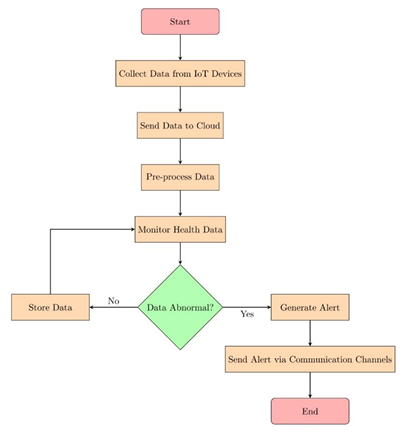 Start
Collect Data from IoT Devices
Send Data to Cloud
Pre-process Data
Monitor Health Data
Data Abnormal?
No
Yes
Store Data
Generate Alert
Send Alert via Communication Channels
End